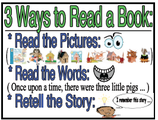 3 Ways to Read a Book:
* Read the Pictures:
* Read the Words:
( Once upon a time, there were three little pigs ... )
* Retell the Story:
I remember this story ...